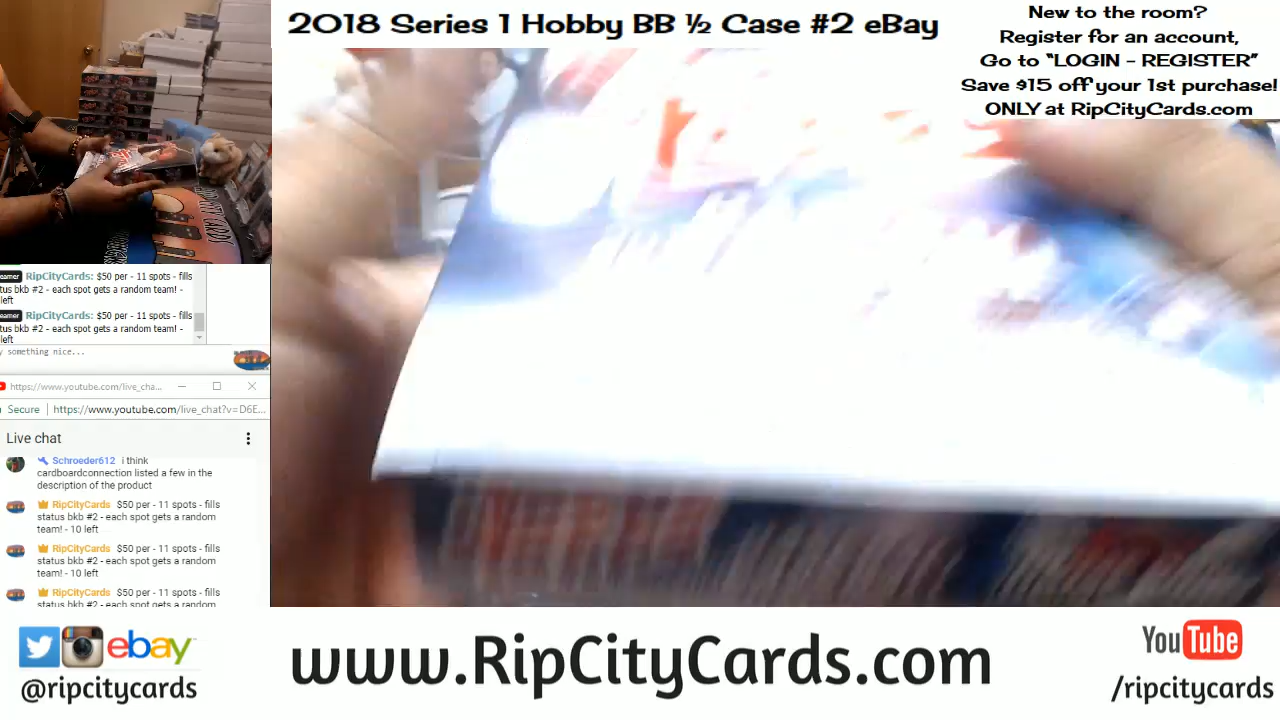 2018 Series 1 Hobby BB ½ Case #2 eBay
New to the room?
Register for an account,
Go to “LOGIN - REGISTER”
Save $15 off your 1st purchase!
ONLY at RipCityCards.com
RipCityCards: $50 per - 11 spots - fills
tus bkb #2 - each spot gets a random team! -
left
RipCityCards: $50 per - 11 spots - fills
tus bkb #2 - each spot gets a random team! -
left
something nice...
https://www.youtube.com/live_cha...
Secure https://www.youtube.com/live_chat?v=D6E...
Live chat
Schroeder612 i think
cardboardconnection listed a few in the
description of the product
RipCityCards $50 per - 11 spots - fills
status bkb #2 - each spot gets a random
team! - 10 left
RipCityCards $50 per - 11 spots - fills
status bkb #2 - each spot gets a random
team! - 10 left
RipCityCards $50 per - 11 spots - fills
status bkb #2 - each spot gets a random
ebay
@ripcitycards
www.RipCityCards.com
YouTube
/ripcitycards